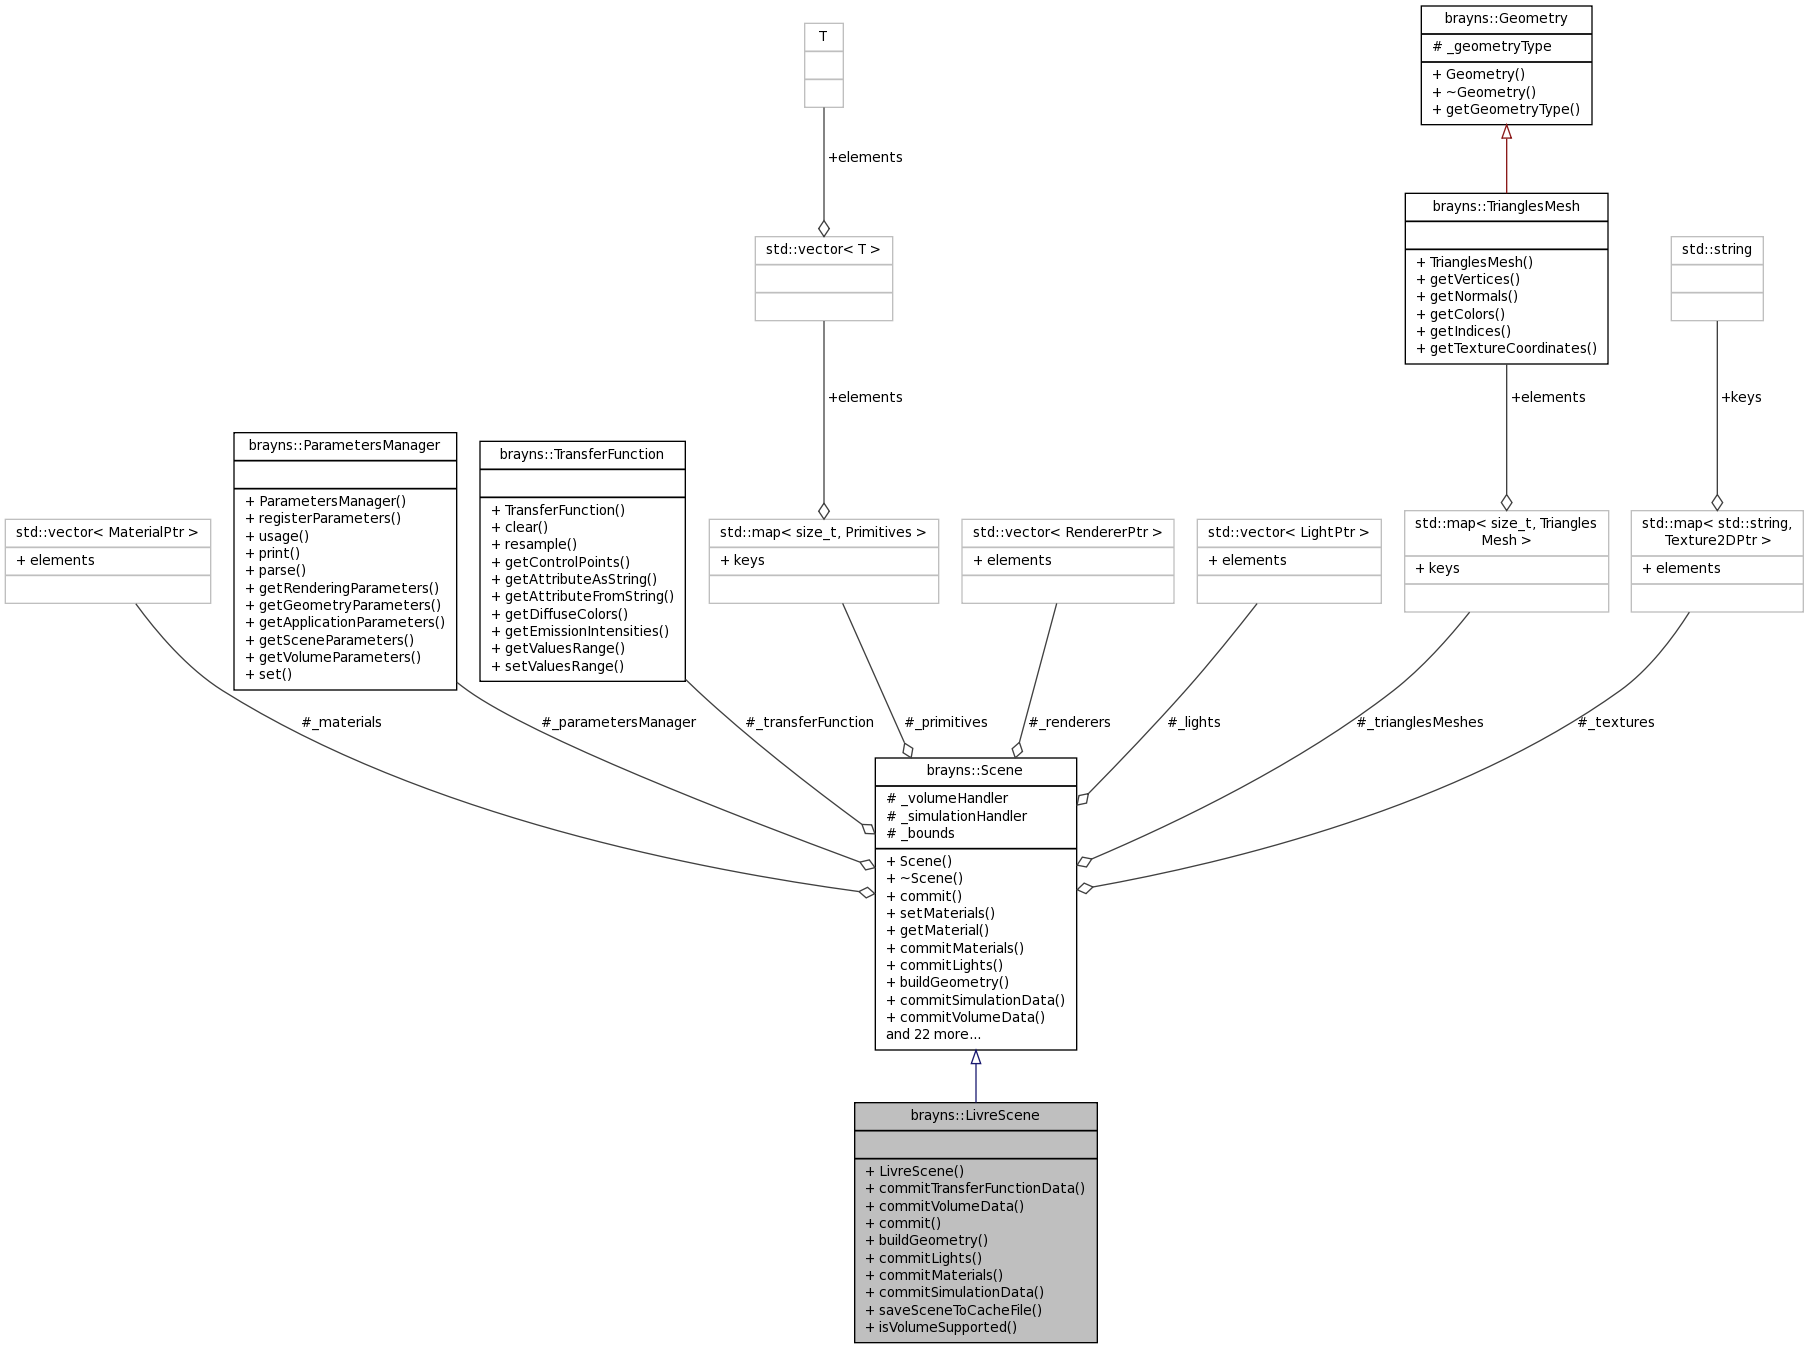 T
+elements
std::vector< T >
+elements
brayns::Geometry
# _geometryType
+ Geometry()
+ ~Geometry()
+ getGeometryType()
brayns::TrianglesMesh
+ TrianglesMesh()
+ getVertices()
+ getNormals()
+ getColors()
+ getIndices()
+ getTextureCoordinates()
+elements
std::string
+keys
std::vector< MaterialPtr >
+ elements
brayns::ParametersManager
+ ParametersManager()
+ registerParameters()
+ usage()
+ print()
+ parse()
+ getRenderingParameters()
+ getGeometryParameters()
+ getApplicationParameters()
+ getSceneParameters()
+ getVolumeParameters()
+ set()
brayns::TransferFunction
+ TransferFunction()
+ clear()
+ resample()
+ getControlPoints()
+ getAttributeAsString()
+ getAttributeFromString()
+ getDiffuseColors()
+ getEmissionIntensities()
+ getValuesRange()
+ setValuesRange()
std::map< size_t, Primitives >
+ keys
std::vector< RendererPtr >
+ elements
std::vector< LightPtr >
+ elements
std::map< size_t, Triangles
Mesh >
+ keys
std::map< std::string,
Texture2DPtr >
+ elements
#_materials
#_parametersManager
#_transferFunction
#_primitives
#_renderers
#_lights
#_trianglesMeshes
#_textures
brayns::Scene
# _volumeHandler
# _simulationHandler
# _bounds
+ Scene()
+ ~Scene()
+ commit()
+ setMaterials()
+ getMaterial()
+ commitMaterials()
+ commitLights()
+ buildGeometry()
+ commitSimulationData()
+ commitVolumeData()
and 22 more...
brayns::LivreScene
+ LivreScene()
+ commitTransferFunctionData()
+ commitVolumeData()
+ commit()
+ buildGeometry()
+ commitLights()
+ commitMaterials()
+ commitSimulationData()
+ saveSceneToCacheFile()
+ isVolumeSupported()